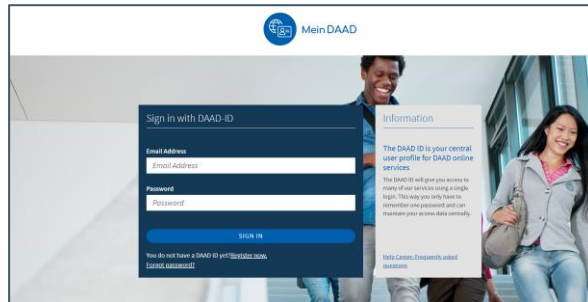 Mein DAAD
Sign in with DAAD-ID
Email Address
Email Address
Password
Password
SIGN IN
You do not have a DAAD ID yet?Register now.
Forgot password?
Information
The DAAD ID is your central
user profile for DAAD online
services
The DAAD ID will give you access to
many of our services using a single
login. This way you only have to
remember one password and can
maintain your access data centrally.
Help Center: Frequently asked
questions